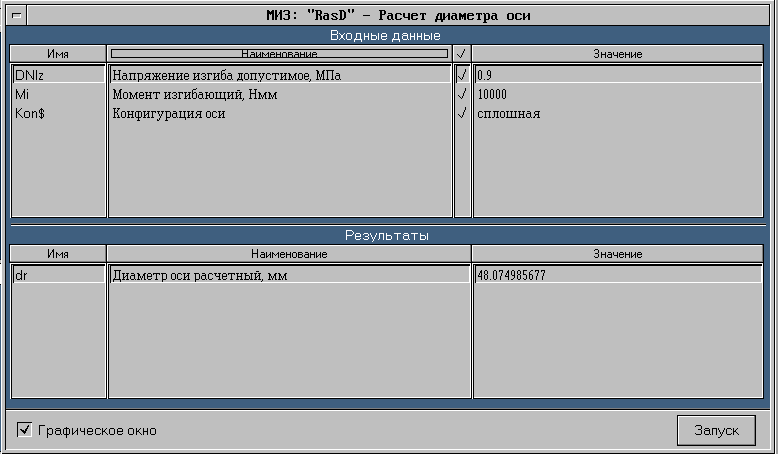 МИЗ: "RasD" – Расчет диаметра оси
Входные данные
Имя Наименование ✓ Значение
DNIz Напряжение изгиба допустимое, МПа ✓ 0.9
Mi Момент изгибающий, Нмм ✓ 10000
Kon$ Конфигурация оси ✓ сплошная
Результаты
Имя Наименование Значение
dr Диаметр оси расчетный, мм 48.074985677
Графическое окно Запуск